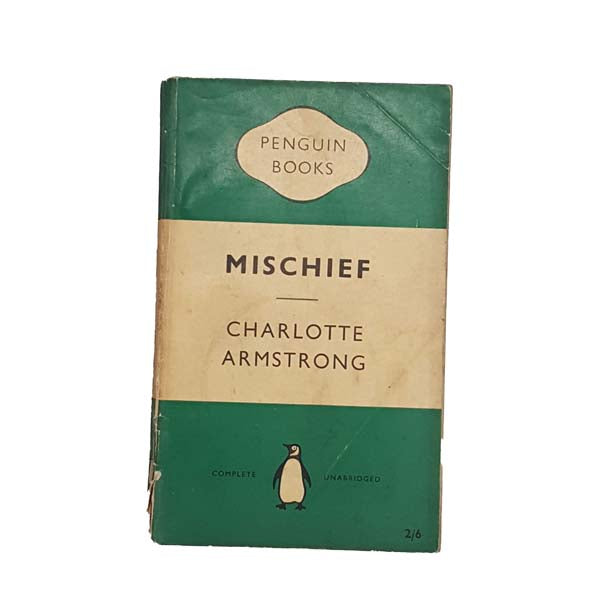 PENGUIN
BOOKS
MISCHIEF
CHARLOTTE
ARMSTRONG
COMPLETE UNABRIDGED
2/6